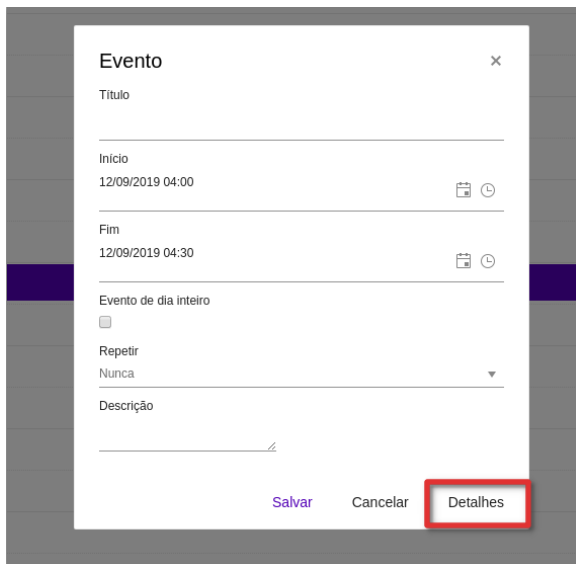 Evento
Título
Início
12/09/2019 04:00
Fim
12/09/2019 04:30
Evento de dia inteiro
Repetir
Nunca
Descrição
Salvar Cancelar Detalhes